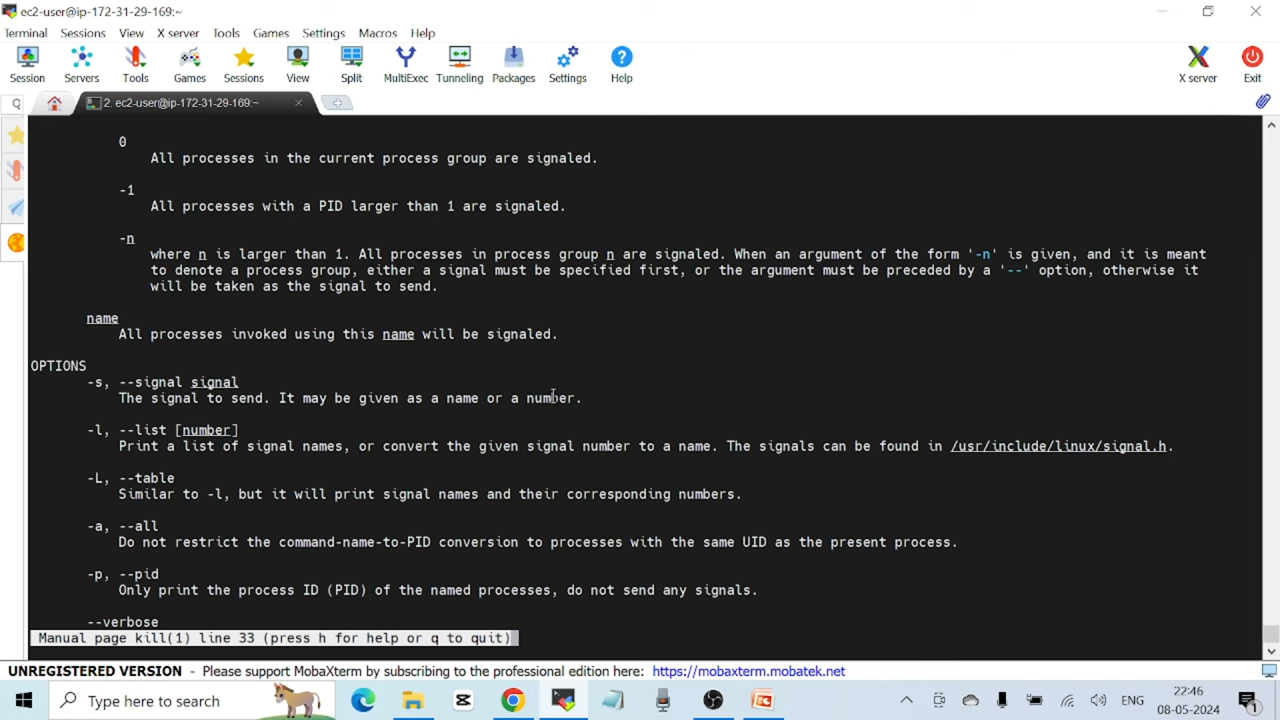 ec2-user@ip-172-31-29-169:~
Terminal Sessions View X server Tools Games Settings Macros Help
Session Servers Tools Games Sessions View Split MultiExec Tunneling Packages Settings Help X server Exit
Q 2. ec2-user@ip-172-31-29-169:~
0
All processes in the current process group are signaled.
-1
All processes with a PID larger than 1 are signaled.
-n
where n is larger than 1. All processes in process group n are signaled. When an argument of the form '-n' is given, and it is meant
to denote a process group, either a signal must be specified first, or the argument must be preceded by a '--' option, otherwise it
will be taken as the signal to send.
name
All processes invoked using this name will be signaled.
OPTIONS
-s, --signal signal
The signal to send. It may be given as a name or a number.
-l, --list [number]
Print a list of signal names, or convert the given signal number to a name. The signals can be found in /usr/include/linux/signal.h.
-L, --table
Similar to -l, but it will print signal names and their corresponding numbers.
-a, --all
Do not restrict the command-name-to-PID conversion to processes with the same UID as the present process.
-p, --pid
Only print the process ID (PID) of the named processes, do not send any signals.
--verbose
Manual page kill(1) line 33 (press h for help or q to quit)
UNREGISTERED VERSION - Please support MobaXterm by subscribing to the professional edition here: https://mobaxterm.mobatek.net
Type here to search ENG 22:46
08-05-2024 1